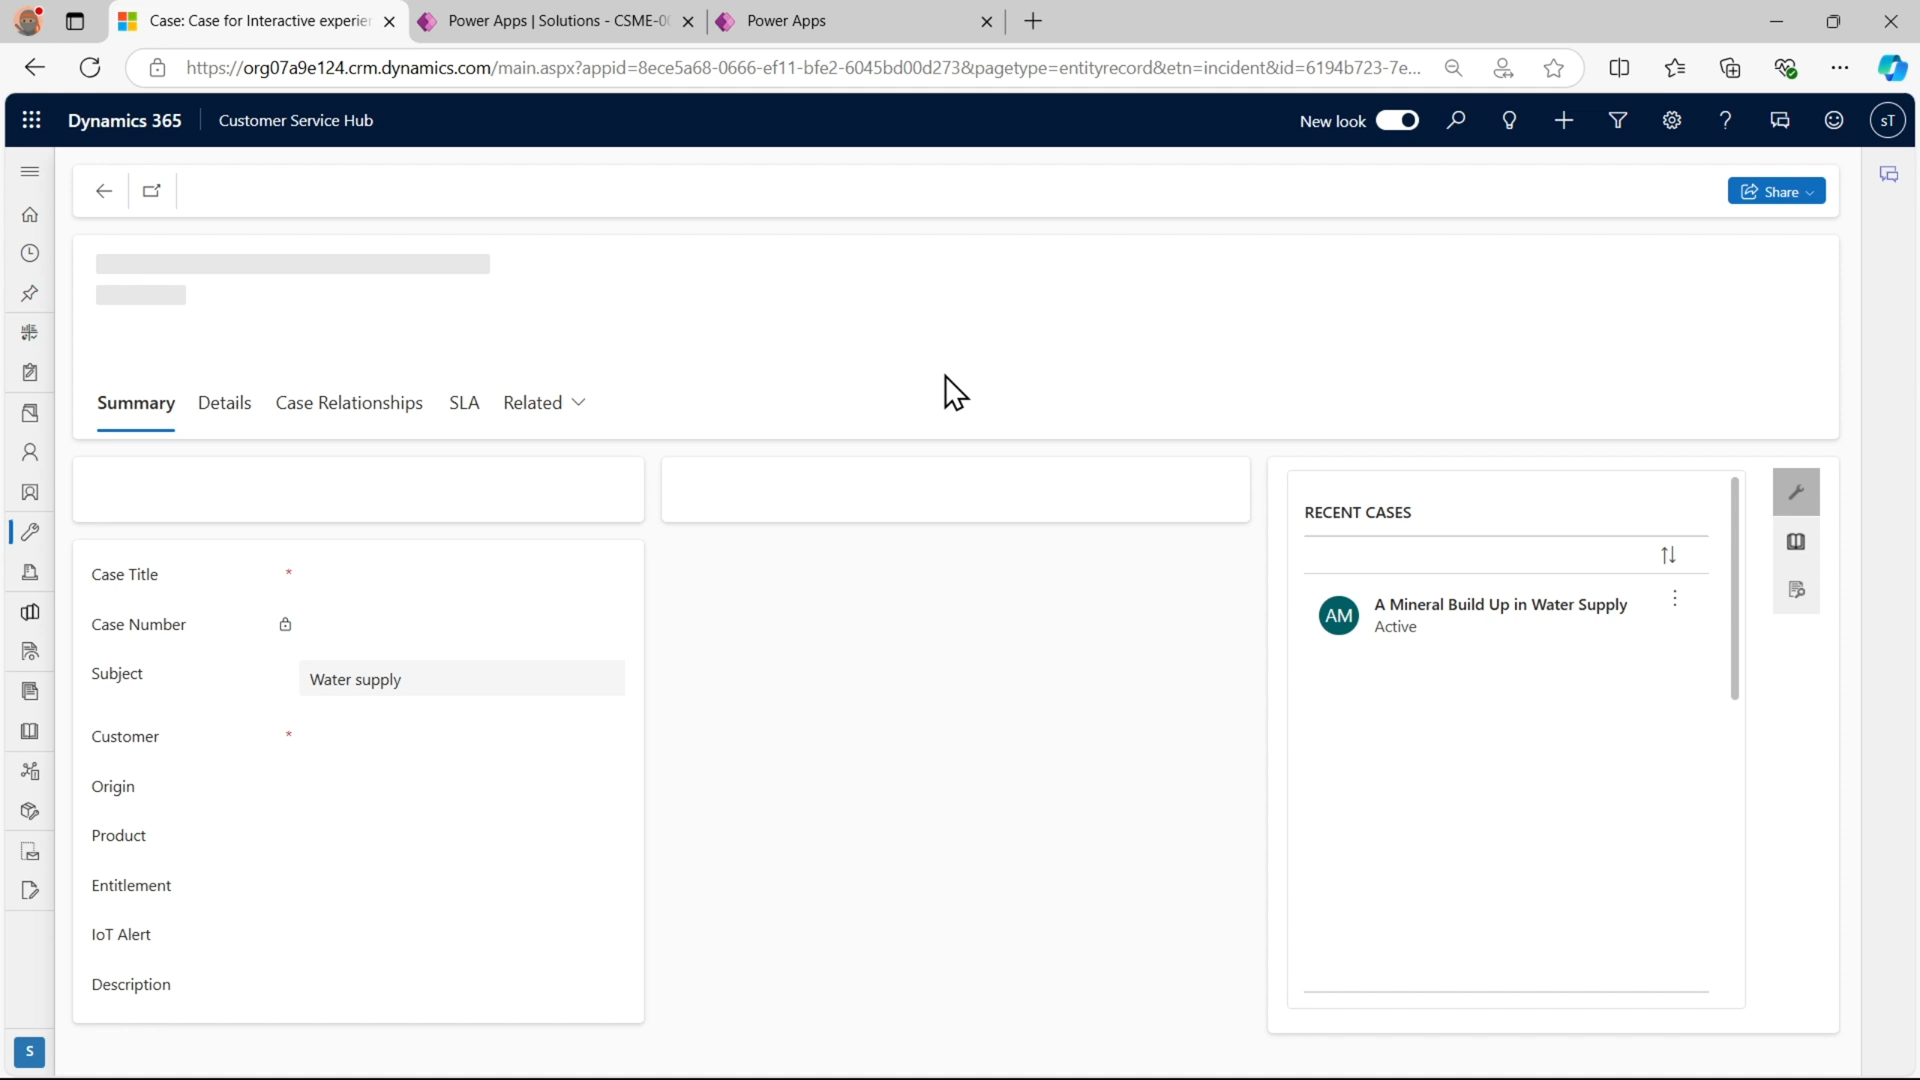 Case: Case for Interactive experier
Power Apps | Solutions - CSME-0
Power Apps
https://org07a9e124.crm.dynamics.com/main.aspx?appid=8ece5a68-0666-ef11-bfe2-6045bd00d273&pagetype=entityrecord&etn=incident&id=6194b723-7e...
Dynamics 365
Customer Service Hub
New look
sT
Share
Summary
Details
Case Relationships
SLA
Related
RECENT CASES
AM
A Mineral Build Up in Water Supply
Active
Case Title *
Case Number
Subject
Water supply
Customer *
Origin
Product
Entitlement
IoT Alert
Description
S